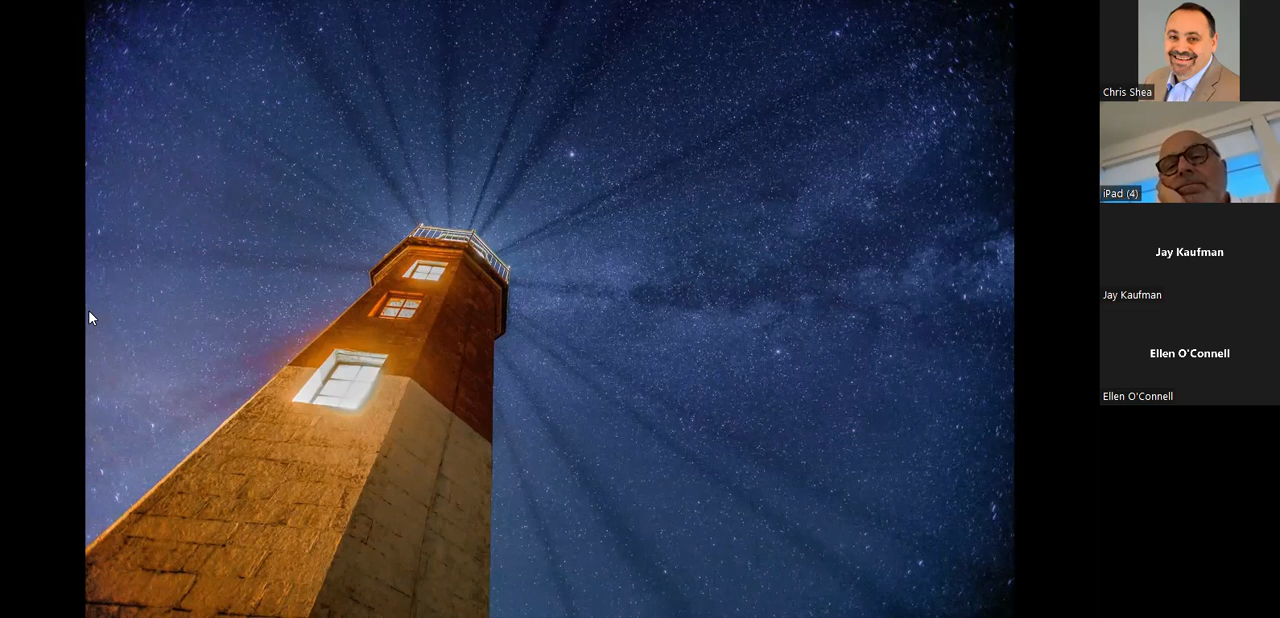 Chris Shea
iPad (4)
Jay Kaufman
Jay Kaufman
Ellen O'Connell
Ellen O'Connell